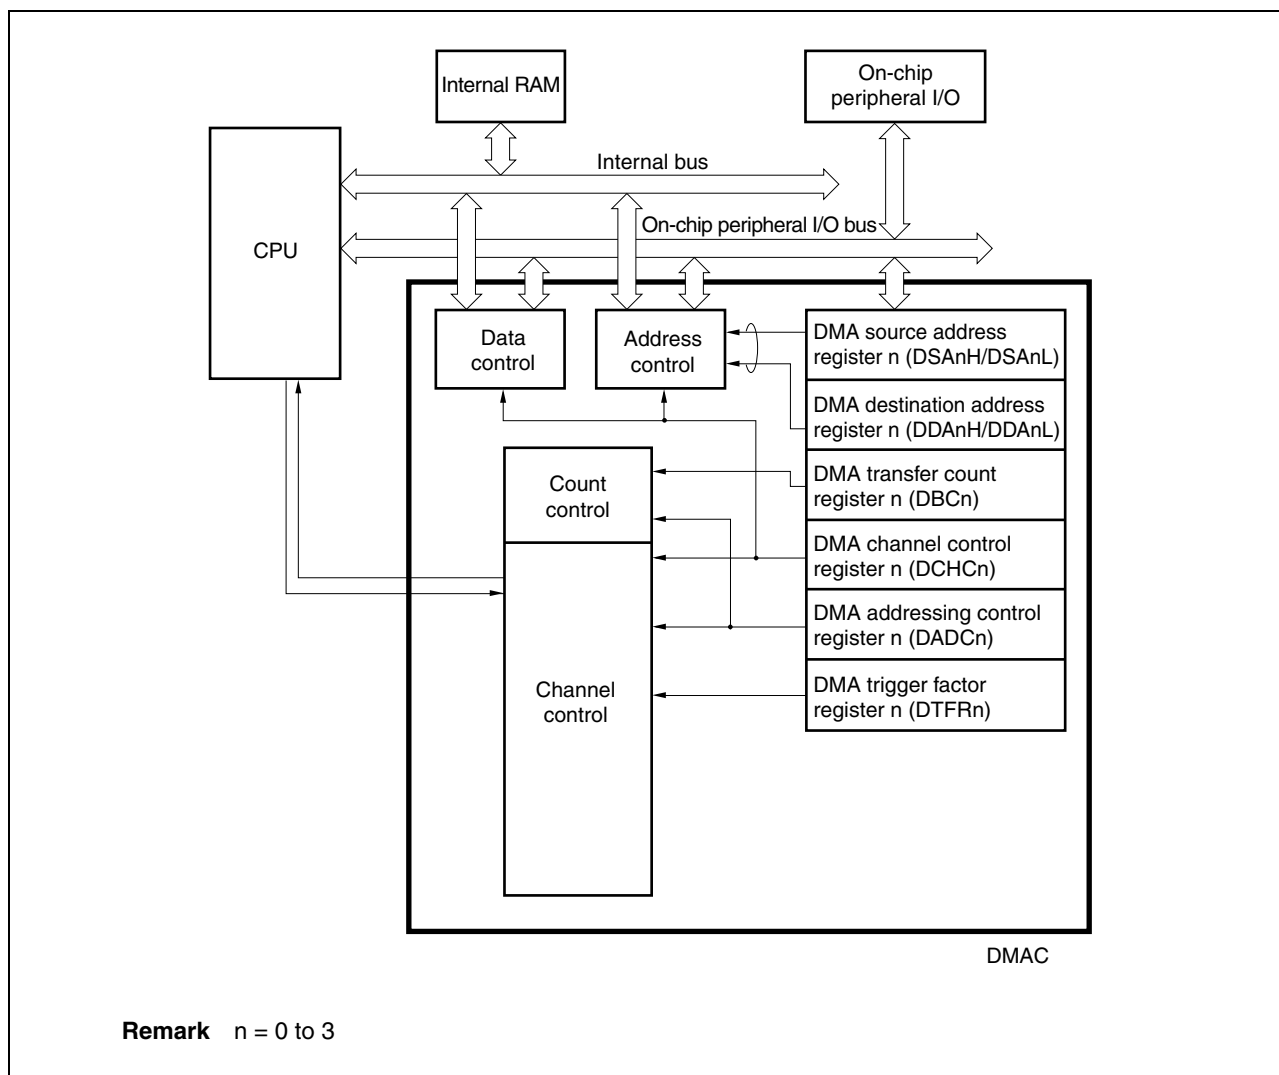 Internal RAM
On-chip
peripheral I/O
Internal bus
CPU
On-chip peripheral I/O bus
Data
control
Address
control
DMA source address
register n (DSAnH/DSAnL)
DMA destination address
register n (DDAnH/DDAnL)
Count
control
DMA transfer count
register n (DBCn)
DMA channel control
register n (DCHCn)
DMA addressing control
register n (DADCn)
Channel
control
DMA trigger factor
register n (DTFRn)
DMAC
Remark n = 0 to 3